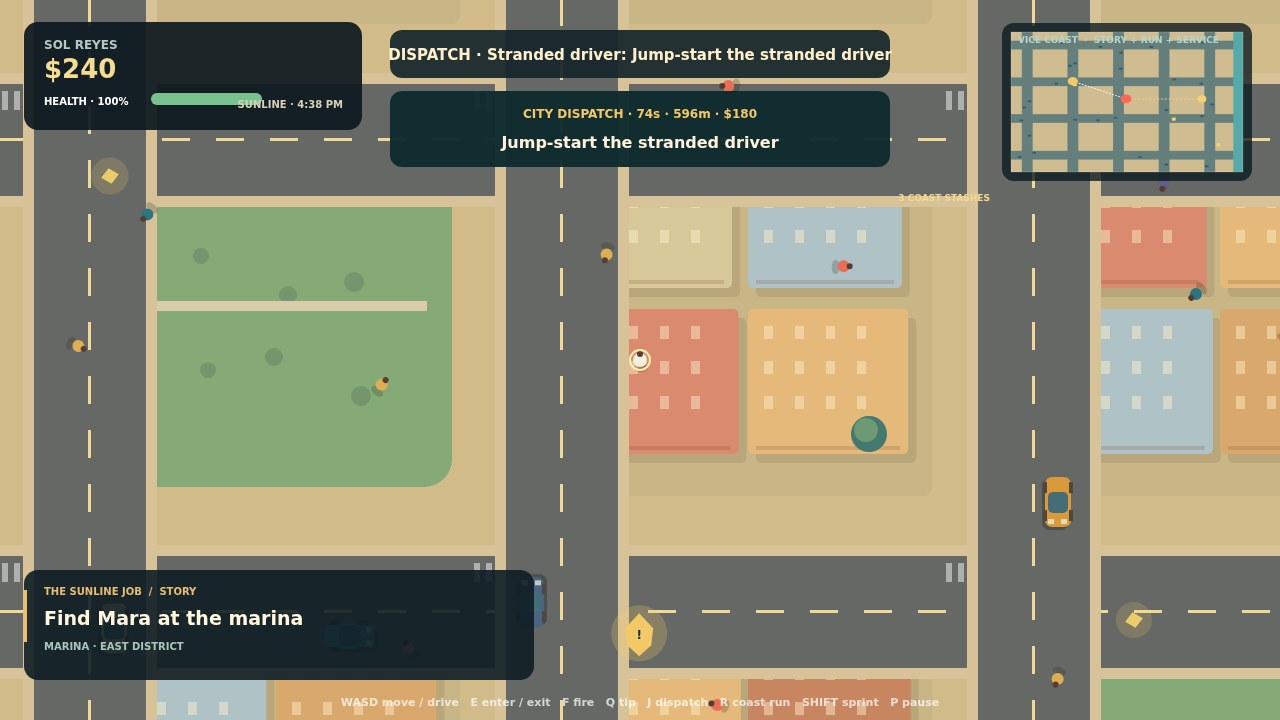 SOL REYES
$240
HEALTH · 100%
SUNLINE · 4:38 PM
DISPATCH · Stranded driver: Jump-start the stranded driver
CITY DISPATCH · 74s · 596m · $180
Jump-start the stranded driver
VICE COAST · STORY + RUN + SERVICE
3 COAST STASHES
!
THE SUNLINE JOB / STORY
Find Mara at the marina
MARINA · EAST DISTRICT
WASD move / drive E enter / exit F fire Q tip J dispatch R coast run SHIFT sprint P pause